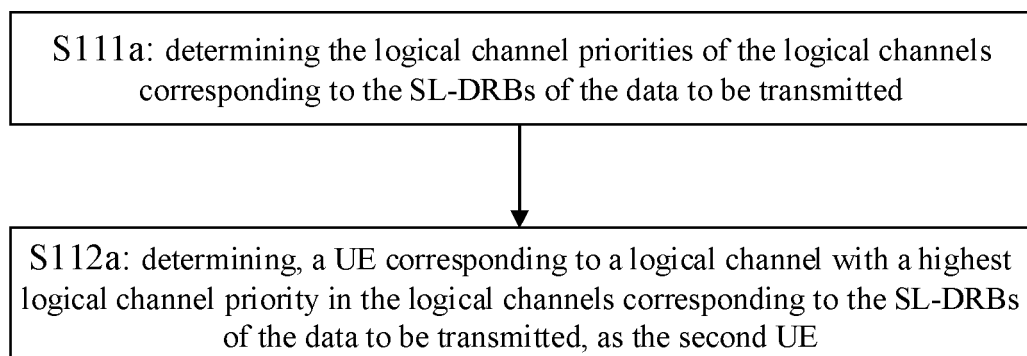 S111a: determining the logical channel priorities of the logical channels
corresponding to the SL-DRBs of the data to be transmitted
S112a: determining, a UE corresponding to a logical channel with a highest
logical channel priority in the logical channels corresponding to the SL-DRBs
of the data to be transmitted, as the second UE